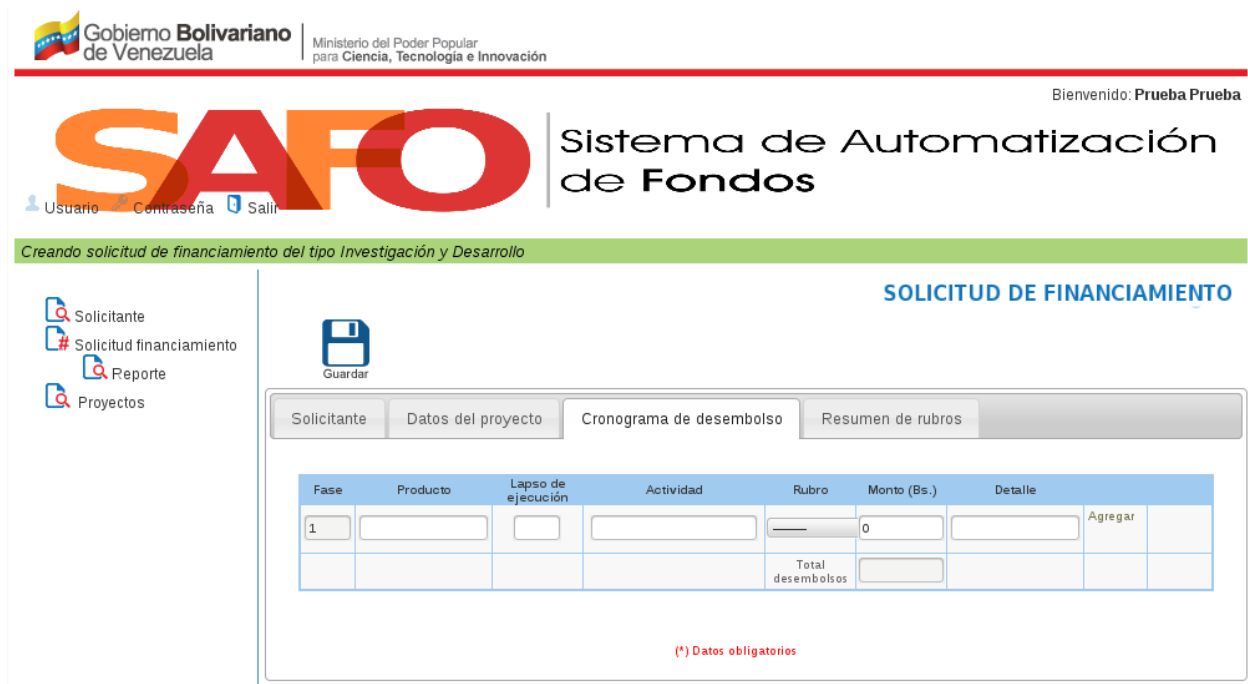 Gobierno Bolivariano
de Venezuela
Ministerio del Poder Popular
para Ciencia, Tecnología e Innovación
Bienvenido: Prueba Prueba
SAFO
Sistema de Automatización
de Fondos
Usuario Contraseña Salir
Creando solicitud de financiamiento del tipo Investigación y Desarrollo
SOLICITUD DE FINANCIAMIENTO
Solicitante
Solicitud financiamiento
Reporte
Proyectos
Guardar
Solicitante Datos del proyecto Cronograma de desembolso Resumen de rubros
Fase Producto Lapso de ejecución Actividad Rubro Monto (Bs.) Detalle
1 ------ 0 Agregar
Total
desembolsos
(*) Datos obligatorios